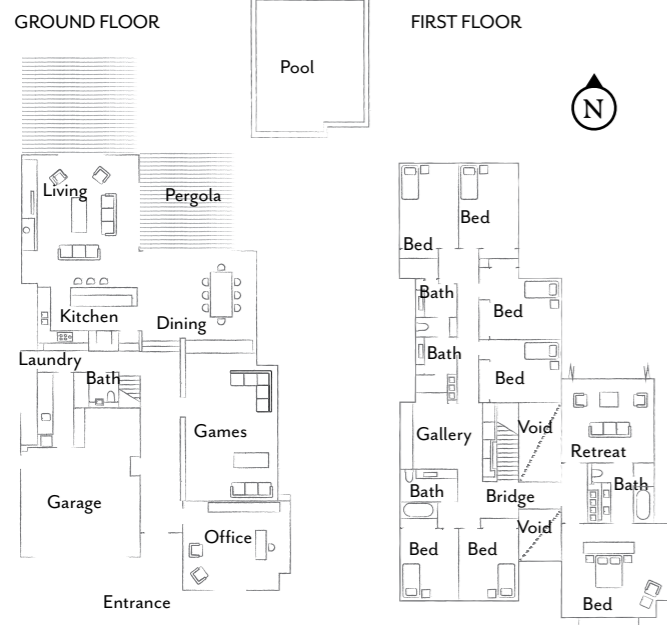 GROUND FLOOR
Pool
Living
Pergola
Kitchen
Dining
Laundry
Bath
Games
Garage
Office
Entrance
FIRST FLOOR
N
Bed
Bed
Bath
Bed
Bath
Bed
Gallery
Void
Retreat
Bath
Bath
Bridge
Void
Bed
Bed
Bed